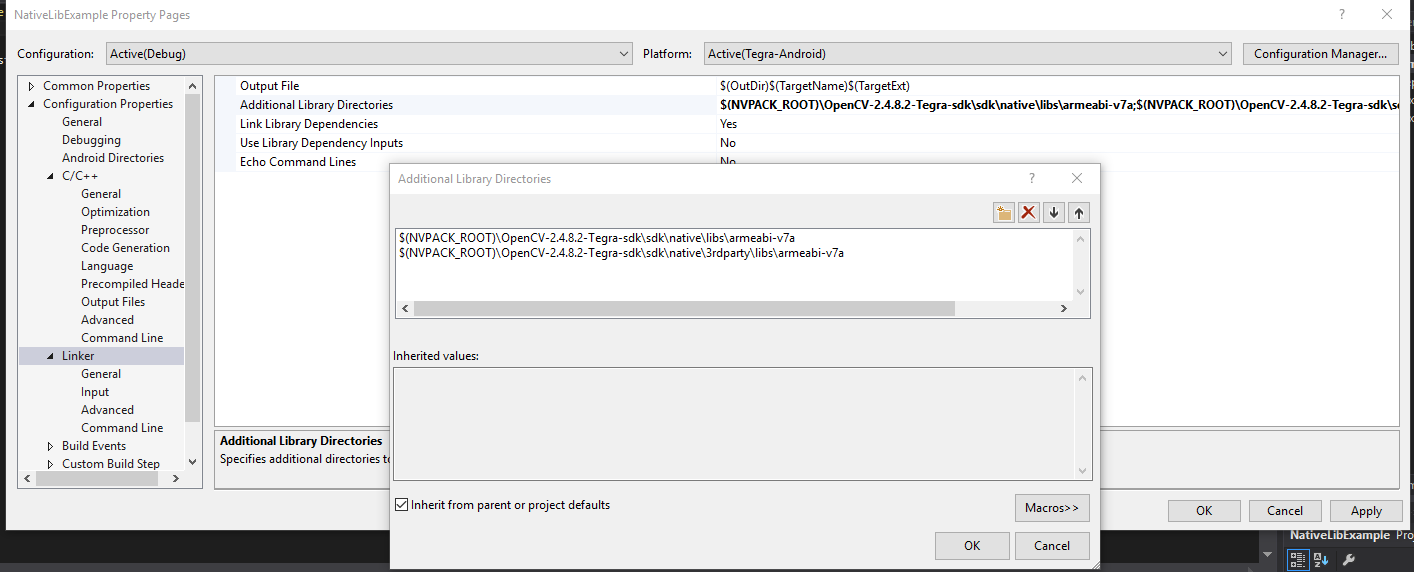 NativeLibExample Property Pages
Configuration: Active(Debug) Platform: Active(Tegra-Android) Configuration Manager...
Common Properties
Configuration Properties
General
Debugging
Android Directories
C/C++
General
Optimization
Preprocessor
Code Generation
Language
Precompiled Heade
Output Files
Advanced
Command Line
Linker
General
Input
Advanced
Command Line
Build Events
Custom Build Step
Output File $(OutDir)$(TargetName)$(TargetExt)
Additional Library Directories $(NVPACK_ROOT)\OpenCV-2.4.8.2-Tegra-sdk\sdk\native\libs\armeabi-v7a;$(NVPACK_ROOT)\OpenCV-2.4.8.2-Tegra-sdk\s
Link Library Dependencies Yes
Use Library Dependency Inputs No
Echo Command Lines No
Additional Library Directories
$(NVPACK_ROOT)\OpenCV-2.4.8.2-Tegra-sdk\sdk\native\libs\armeabi-v7a
$(NVPACK_ROOT)\OpenCV-2.4.8.2-Tegra-sdk\sdk\native\3rdparty\libs\armeabi-v7a
Inherited values:
Inherit from parent or project defaults
Macros>>
OK Cancel
Additional Library Directories
Specifies additional directories to
OK Cancel Apply
NativeLibExample Proj